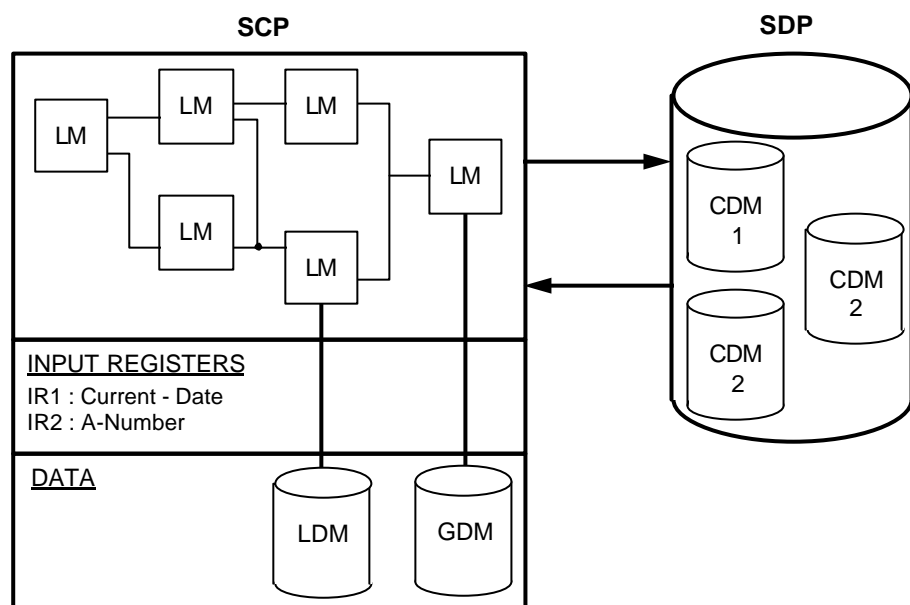 SCP
SDP
LM
LM
LM
LM
LM
LM
CDM
1
CDM
2
CDM
2
INPUT REGISTERS
IR1 : Current - Date
IR2 : A-Number
DATA
LDM
GDM